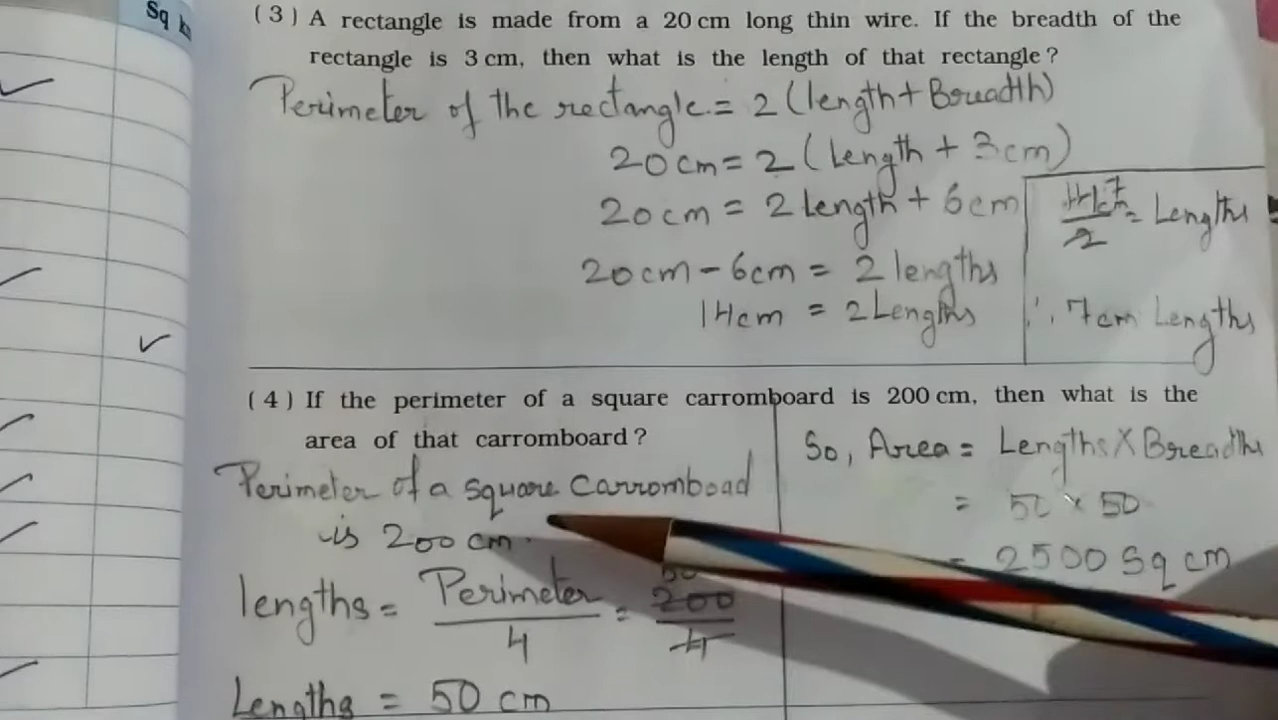 Sq
(3) A rectangle is made from a 20 cm long thin wire. If the breadth of the
rectangle is 3 cm, then what is the length of that rectangle?
Perimeter of the rectangle. = 2 (length + Breadth)
20 cm = 2 (Length + 3 cm)
20 cm = 2 Length + 6 cm
20 cm - 6 cm = 2 lengths
14 cm = 2 Lengths
7
= Lengths
2
∴ 7 cm Lengths
(4) If the perimeter of a square carromboard is 200 cm, then what is the
area of that carromboard?
Perimeter of a square Carromboad
is 200 cm.
lengths = Perimeter / 4 = 200 / 4
Lengths = 50 cm
So, Area = Lengths X Breadths
= 50 x 50
= 2500 Sq cm